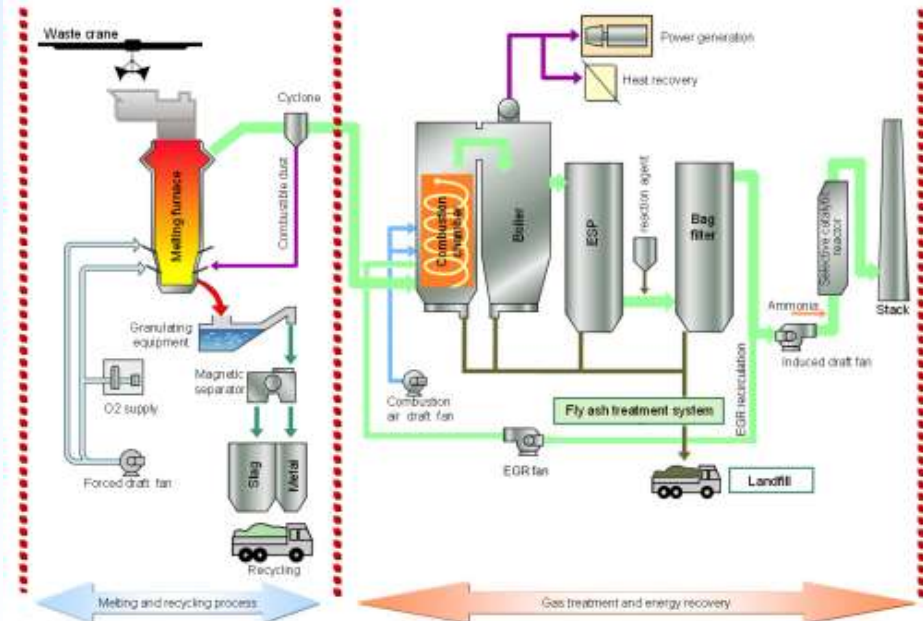 Waste crane
Cyclone
Power generation
Heat recovery
Melting furnace
Combustible dust
Combustion
chamber
Boiler
ESP
reaction agent
Bag
filter
Selective catalytic
reactor
Stack
Ammonia
Induced draft fan
Granulating
equipment
Magnetic
separator
O2 supply
Forced draft fan
Slag
Metal
Recycling
Combustion
air draft fan
EGR recirculation
Fly ash treatment system
EGR fan
Landfill
Melting and recycling process
Gas treatment and energy recovery